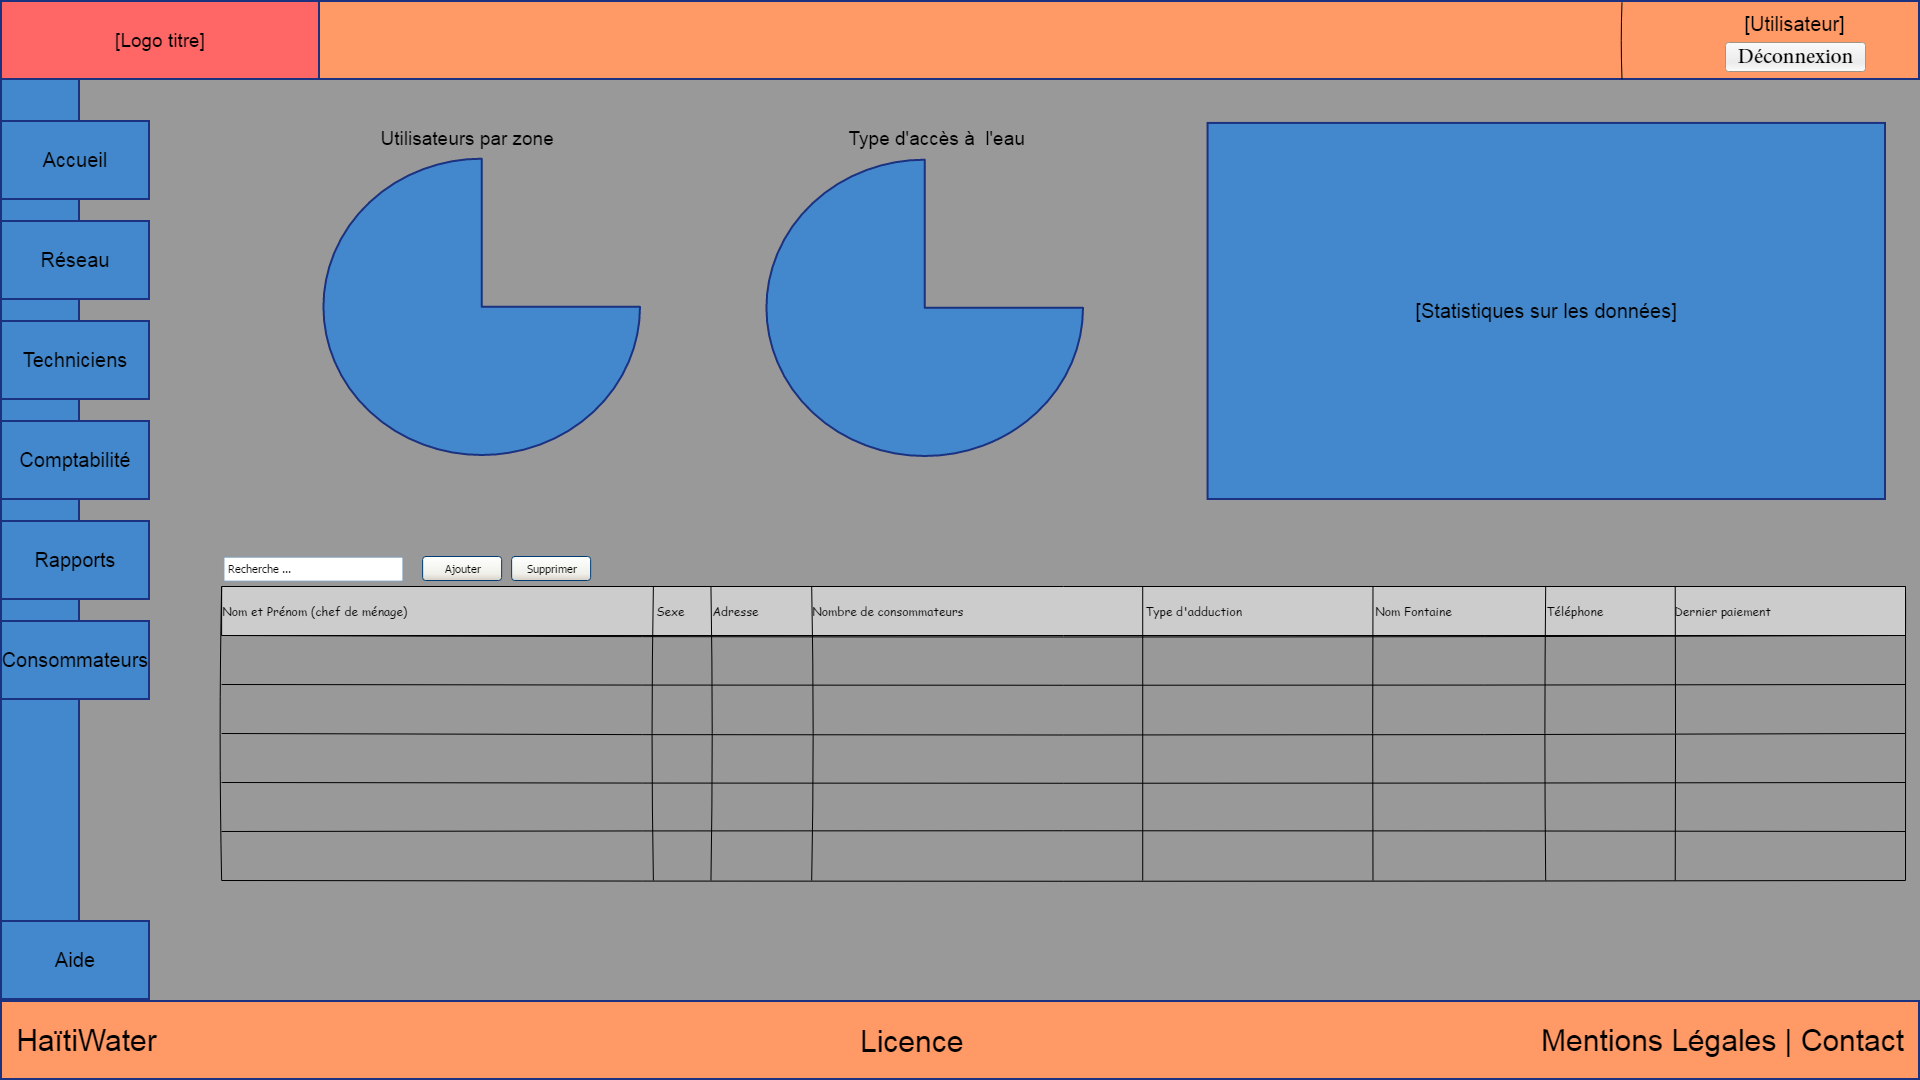 [Logo titre]
[Utilisateur]
Déconnexion
Accueil
Réseau
Techniciens
Comptabilité
Rapports
Consommateurs
Aide
Utilisateurs par zone
Type d'accès à  l'eau
[Statistiques sur les données]
Recherche ...
Ajouter
Supprimer
Nom et Prénom (chef de ménage)
Sexe
Adresse
Nombre de consommateurs
Type d'adduction
Nom Fontaine
Téléphone
Dernier paiement
HaïtiWater
Licence
Mentions Légales | Contact